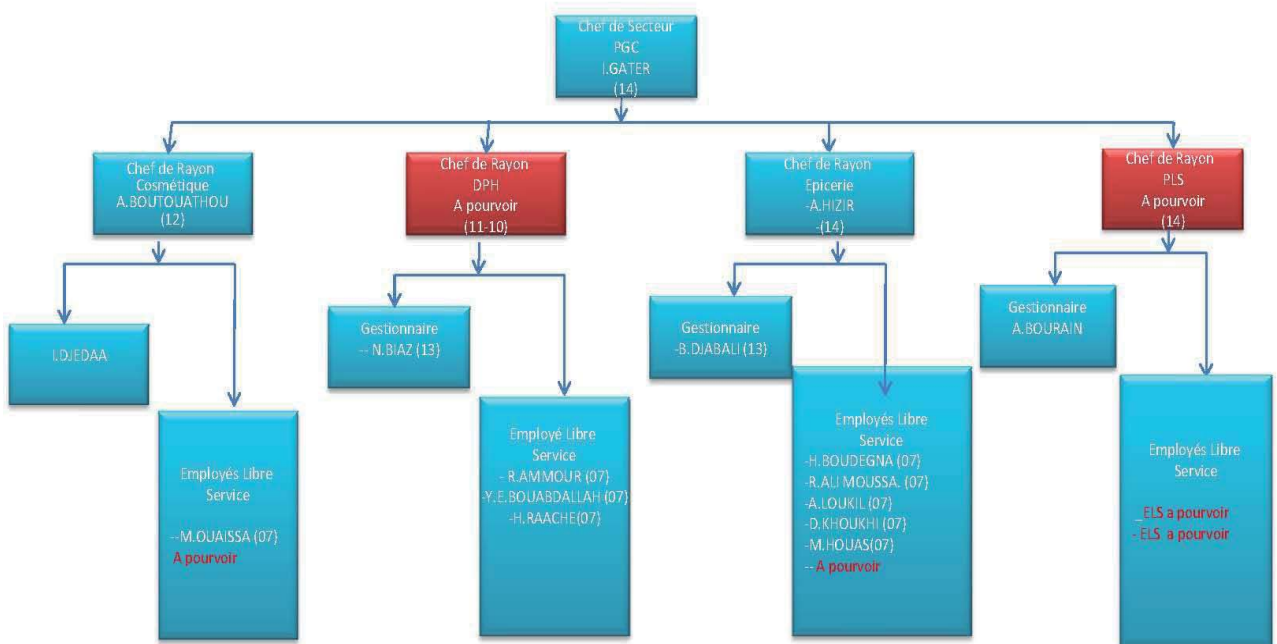 Chef de Secteur
PGC
I.GATER
(14)
Chef de Rayon
Cosmétique
A.BOUTOUATHOU
(12)
Chef de Rayon
DPH
A pourvoir
(11-10)
Chef de Rayon
Epicerie
-A.HIZIR
-(14)
Chef de Rayon
PLS
A pourvoir
(14)
I.DJEDAA
Gestionnaire
-- N.BIAZ (13)
Gestionnaire
-B.DJABALI (13)
Gestionnaire
A.BOURAIN
Employés Libre
Service
--M.OUAISSA (07)
A pourvoir
Employé Libre
Service
- R.AMMOUR (07)
-Y.E.BOUABDALLAH (07)
-H.RAACHE(07)
Employés Libre
Service
-H.BOUDEGNA (07)
-R.ALI MOUSSA. (07)
-A.LOUKIL (07)
-D.KHOUKHI (07)
-M.HOUAS(07)
-- A pourvoir
Employés Libre
Service
_ELS a pourvoir
- ELS a pourvoir